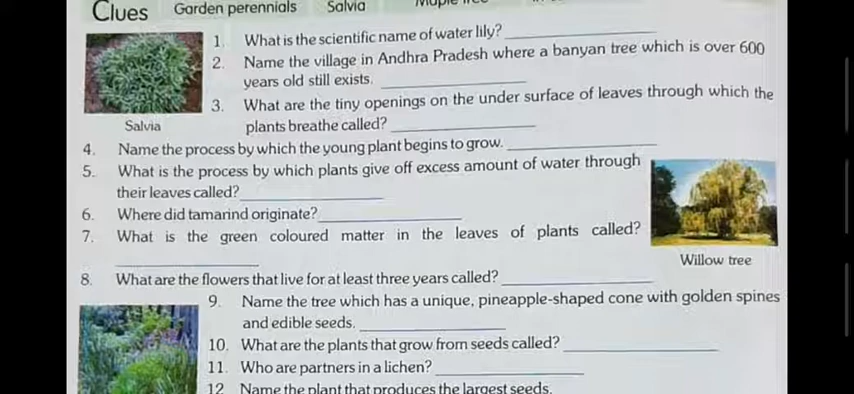 Clues Garden perennials Salvia
1. What is the scientific name of water lily?
2. Name the village in Andhra Pradesh where a banyan tree which is over 600
years old still exists.
3. What are the tiny openings on the under surface of leaves through which the
Salvia
plants breathe called?
4. Name the process by which the young plant begins to grow.
5. What is the process by which plants give off excess amount of water through
their leaves called?
6. Where did tamarind originate?
7. What is the green coloured matter in the leaves of plants called?
Willow tree
8. What are the flowers that live for at least three years called?
9. Name the tree which has a unique, pineapple-shaped cone with golden spines
and edible seeds.
10. What are the plants that grow from seeds called?
11. Who are partners in a lichen?
12 Name the plant that produces the largest seeds.